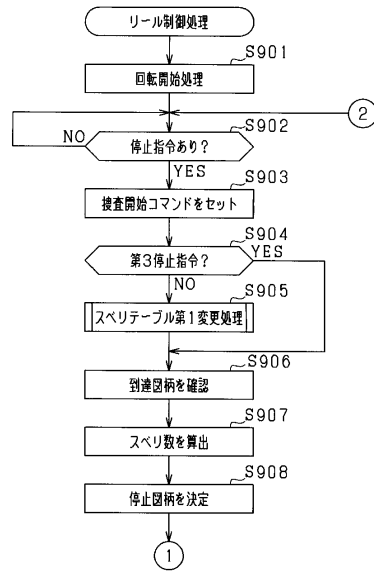 リール制御処理
S901
回転開始処理
2
S902
NO
停止指令あり?
YES
S903
捜査開始コマンドをセット
S904
第3停止指令?
YES
NO
S905
スベリテーブル第1変更処理
S906
到達図柄を確認
S907
スベリ数を算出
S908
停止図柄を決定
1